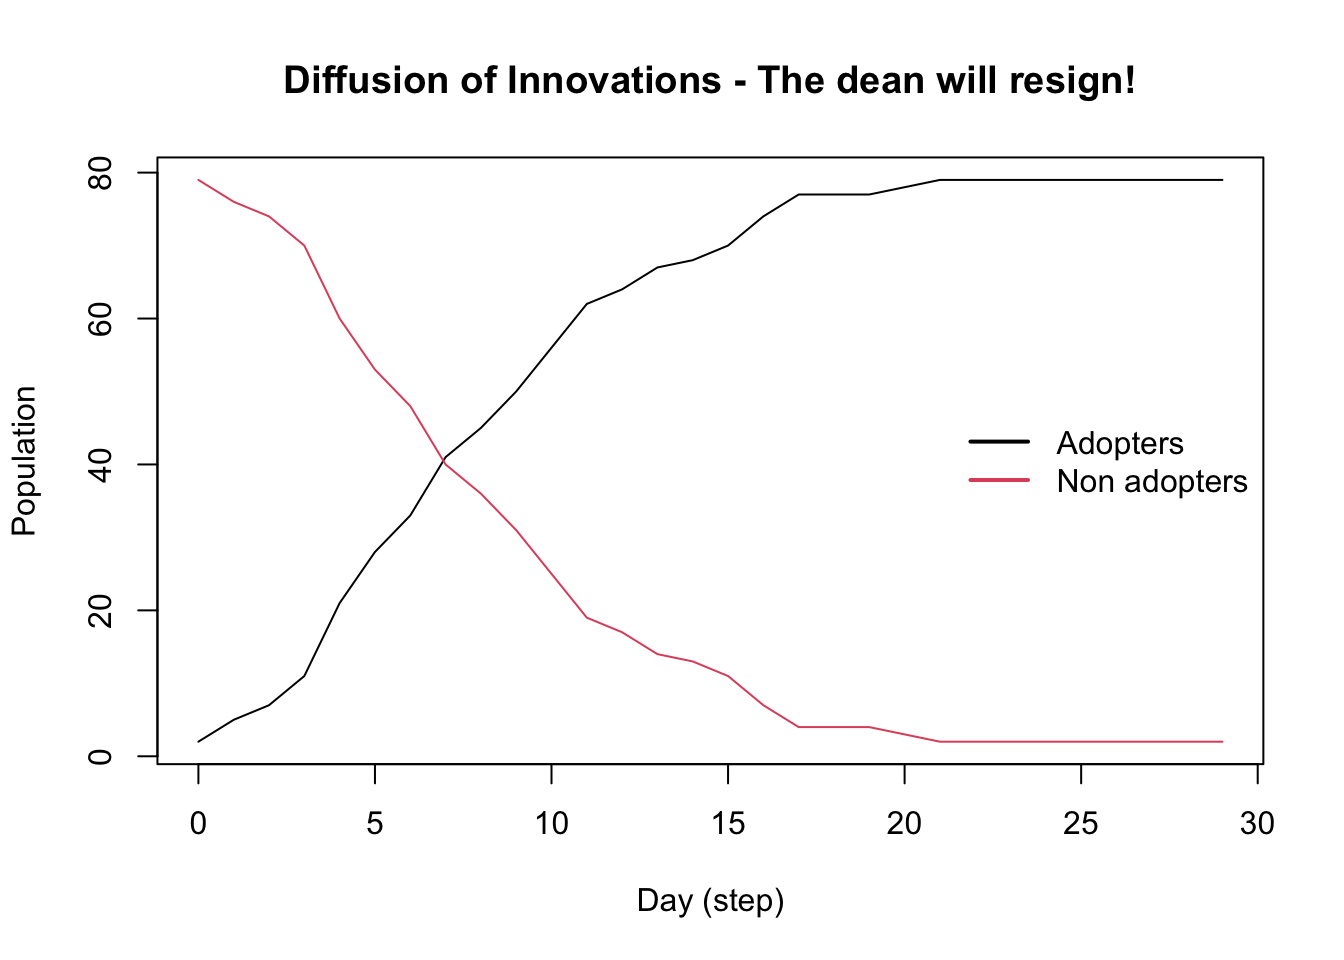 Diffusion of Innovations - The dean will resign!
80
60
40
20
0
Population
Adopters
Non adopters
0 5 10 15 20 25 30
Day (step)